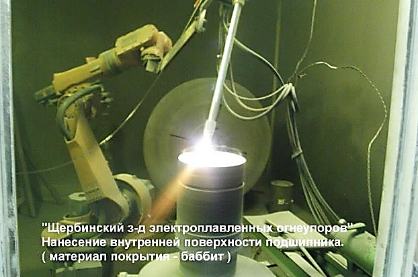 "Щербинский з-д электроплавленных огнеупоров"
Нанесение внутренней поверхности подшипника.
( материал покрытия - баббит )